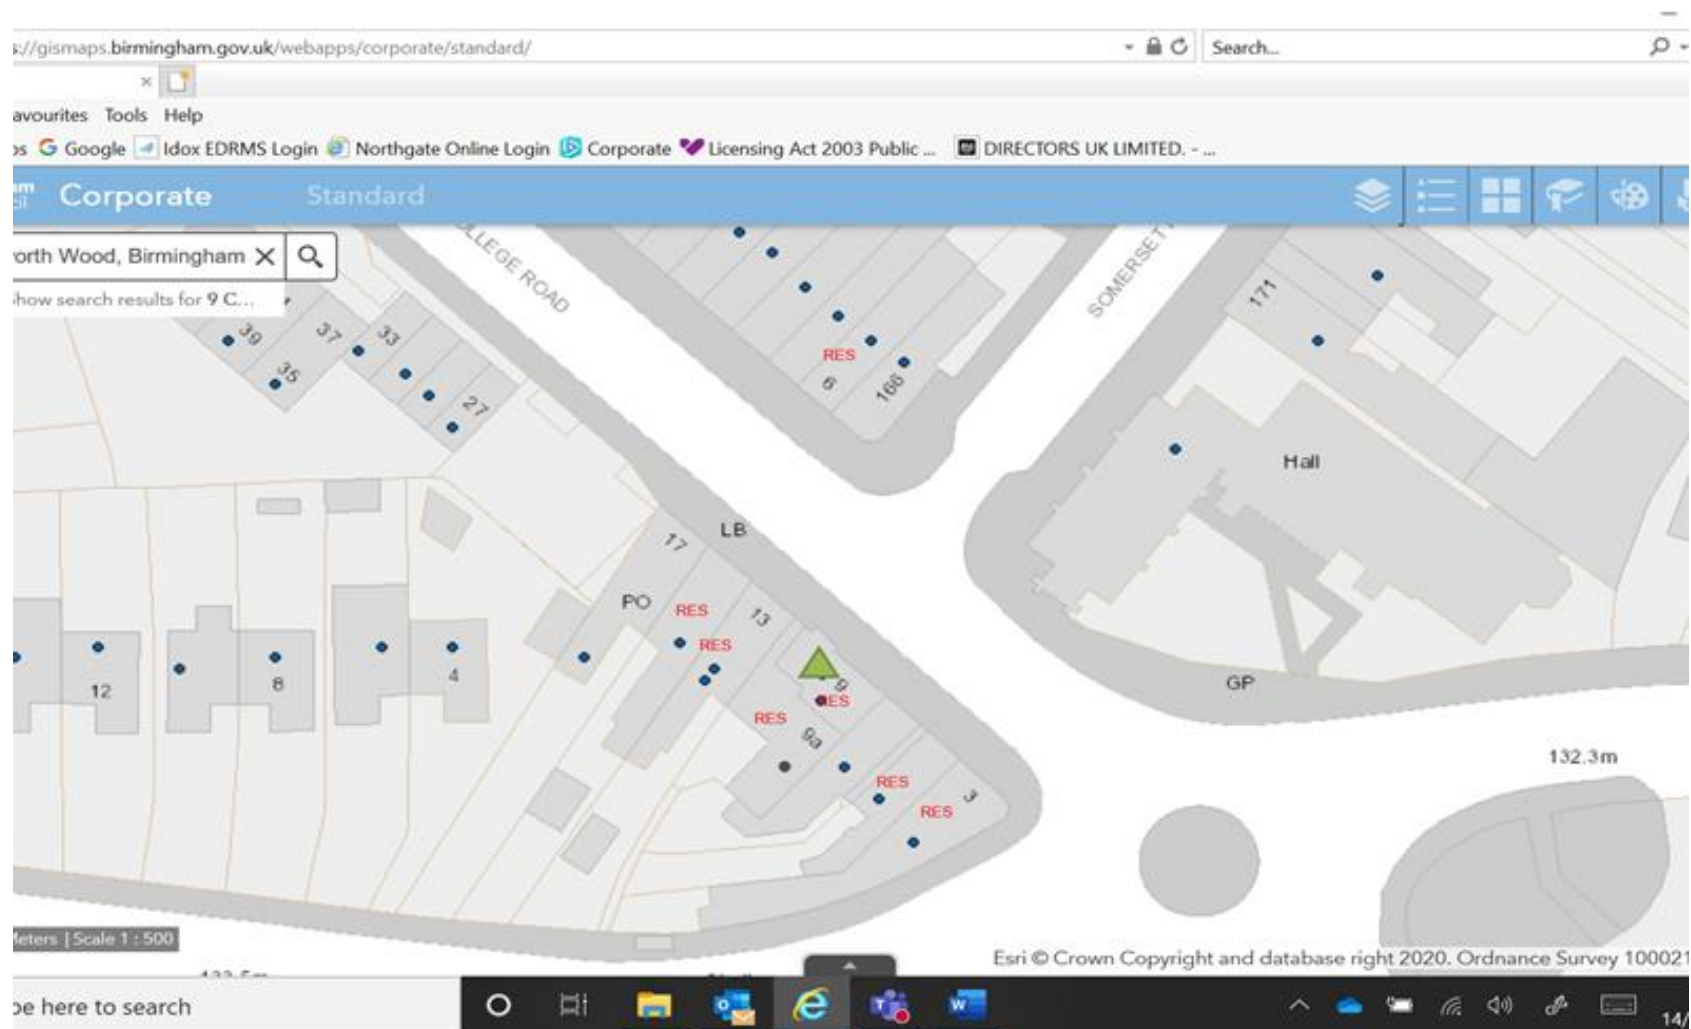 s://gismaps.birmingham.gov.uk/webapps/corporate/standard/
Search...
avourites Tools Help
Google Idox EDRMS Login Northgate Online Login Corporate Licensing Act 2003 Public ... DIRECTORS UK LIMITED. - ...
Corporate Standard
orth Wood, Birmingham
how search results for 9 C...
LLEGE ROAD
SOMERSET
171
39
37
33
35
27
RES
6
166
Hall
LB
17
PO
RES
13
RES
12
8
4
9
RES
RES
9a
GP
132.3m
RES
3
RES
Meters | Scale 1 : 500
Esri © Crown Copyright and database right 2020. Ordnance Survey 100021
pe here to search
14/